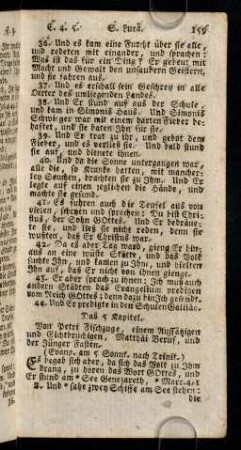 C. 4. 5. S. Lucä. 159
36. Und es kam eine Furcht über sie alle,
und redeten mit einander, und sprachen:
Was ist das für ein Ding? Er gebeut mit
Macht und Gewalt den unsaubern Geistern,
und sie fahren aus.
37. Und es erschall sein Geschrey in alle
Oerter des umliegenden Landes.
38. Und Er stund auf aus der Schule,
und kam in Simonis Hauß. Und Simonis
Schwieger war mit einem harten Fieber be-
haftet, und sie baten Ihn für sie.
39. Und Er trat zu ihr, und gebot dem
Fieber, und es verließ sie. Und bald stund
sie auf, und dienete ihnen.
40. Und da die Sonne untergangen war,
alle die, so Kranke hatten, mit mancher-
ley Seuchen, brachten sie zu Ihm. Und Er
legte auf einen jeglichen die Hände, und
machte sie gesund.
41. Es fuhren auch die Teufel aus von
vielen, schryen und sprachen: Du bist Chri-
stus, der Sohn GOttes. Und Er bedräue-
te sie, und ließ sie nicht reden, denn sie
wußten, daß Er Christus war.
42. Da es aber Tag ward, gieng Er hin-
aus an eine wüste Stätte, und das Volk
suchte Ihn, und kamen zu Ihm, und hielten
Ihn auf, daß Er nicht von ihnen gienge.
43. Er aber sprach zu ihnen: Ich muß auch
andern Städten das Evangelium predigen
vom Reich GOttes; denn dazu bin Ich gesandt.
44. Und Er predigte in den Schulen Galiläa.
Das 5 Kapitel.
Von Petri Fischzuge, einem Aussätzigen
und Gichtbrüchigen, Matthäi Beruf, und
der Jünger Fasten.
(Evang. am 5 Sonnt. nach Trinit.)
Es begab sich aber, da sich das Volk zu Ihm
drang, zu hören das Wort GOttes, und
Er stund am * See Genezareth, * Marc. 4, 1
2. Und * sahe zwey Schiffe am See stehen:
die